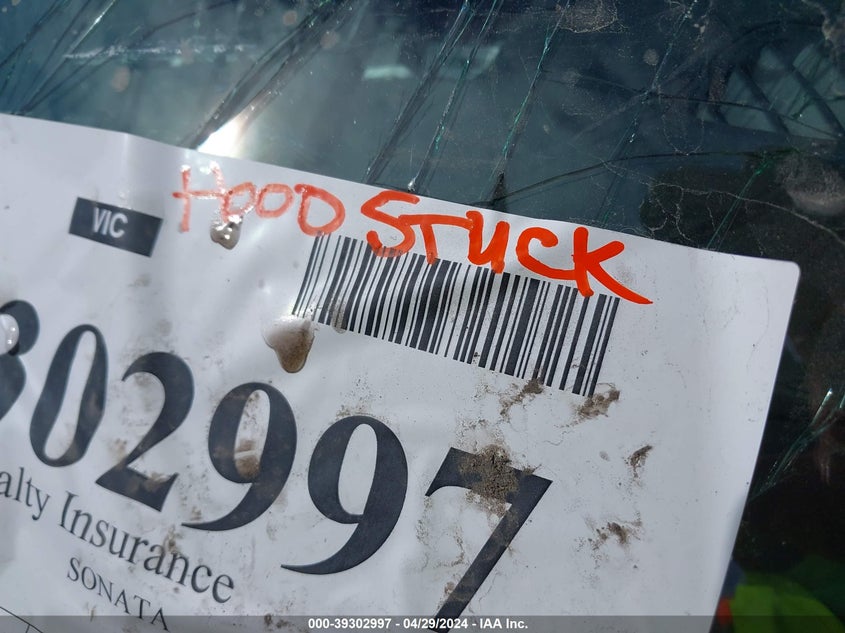 HOOD STUCK
VIC
302997
alty Insurance
SONATA
000-39302997 - 04/29/2024 - IAA Inc.